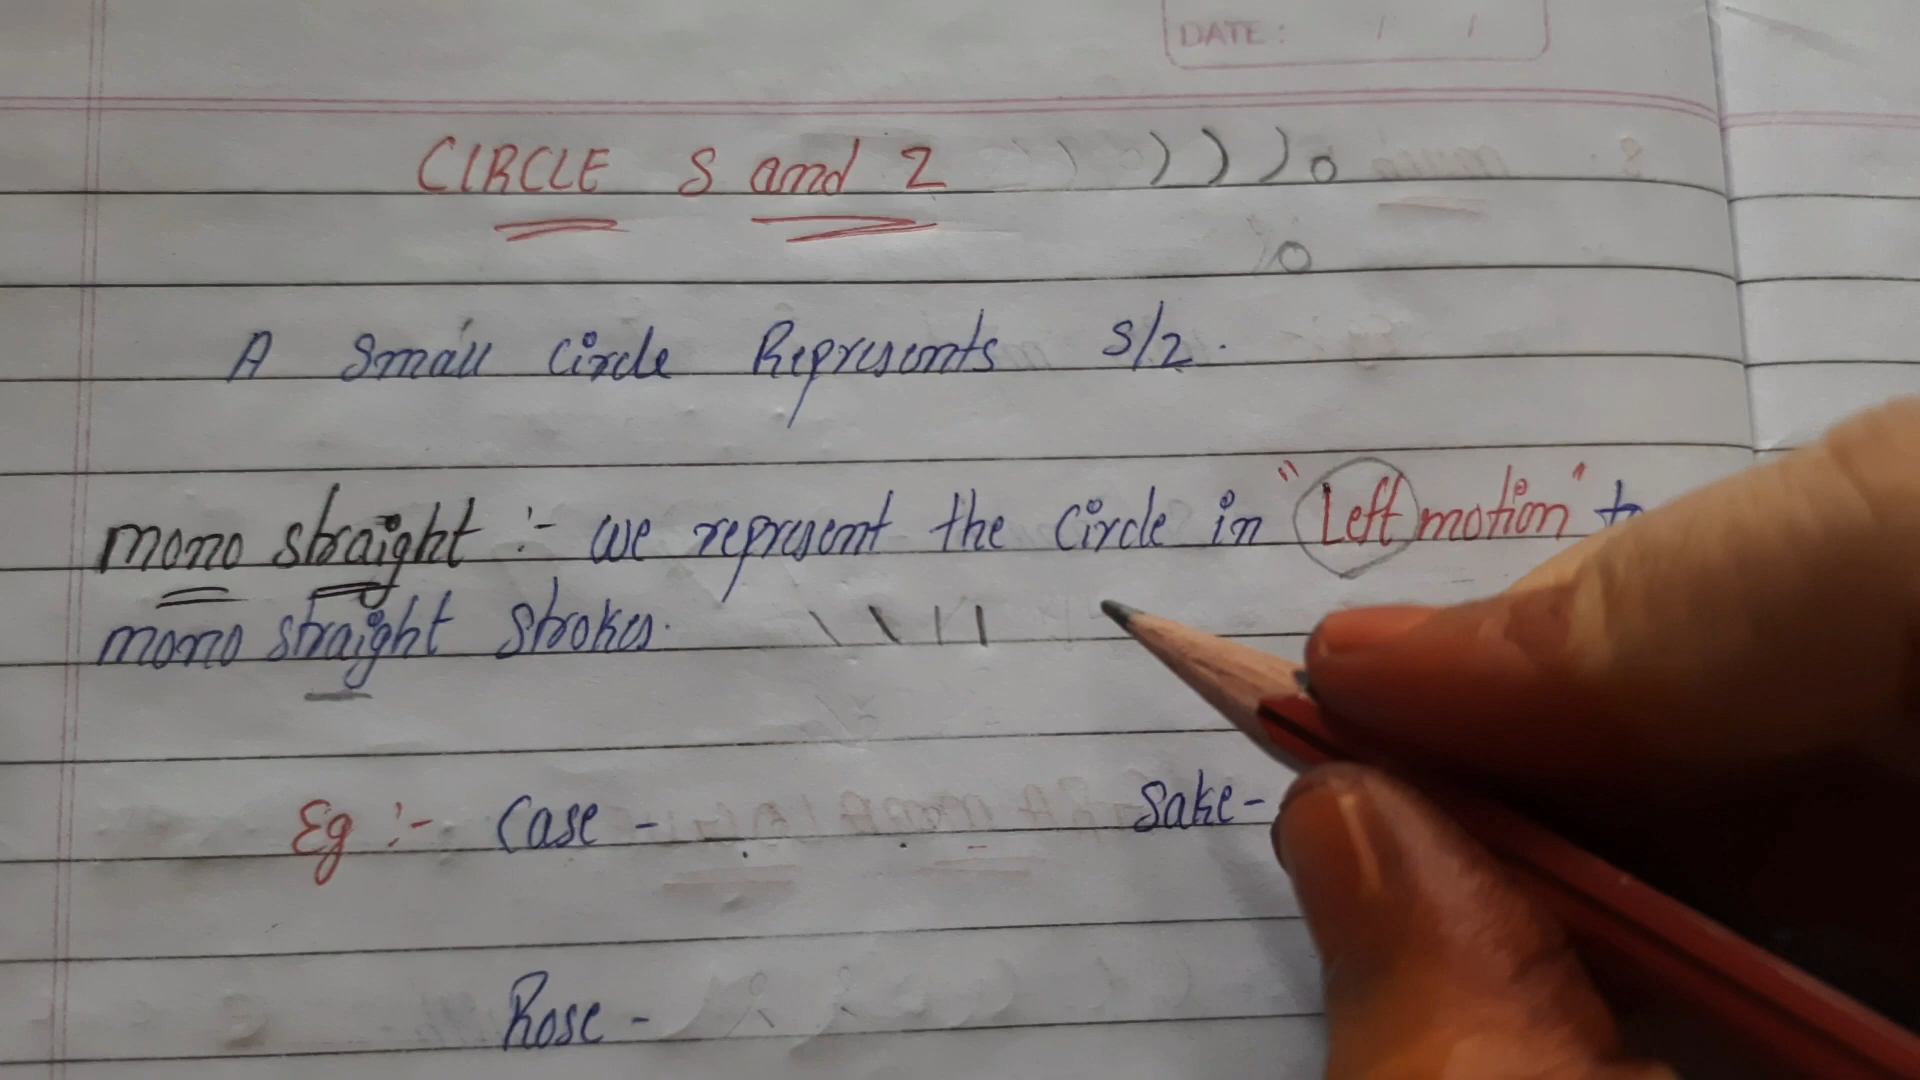 DATE: / /
CIRCLE S and Z
A Small Circle Represents S/Z.
mono straight :- we represent the Circle in "Left motion" to
mono straight Strokes.
Eg :- Case - Sake -
Rose -